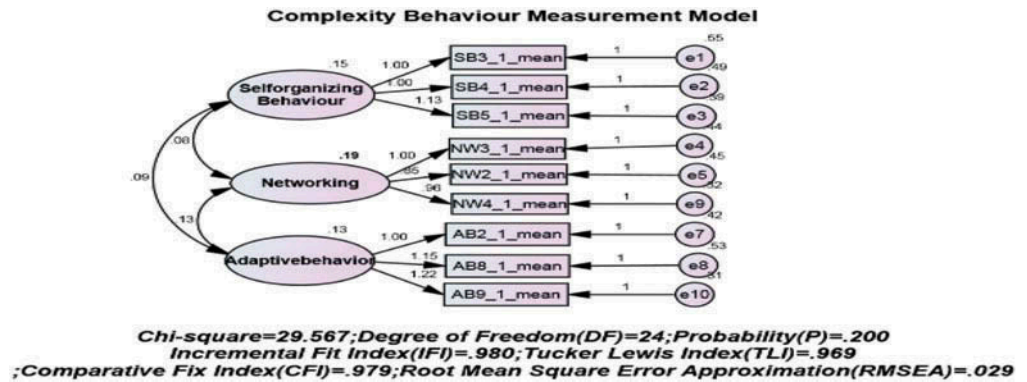 Complexity Behaviour Measurement Model
.15
Selforganizing
Behaviour
1.00
1.00
1.13
SB3_1_mean
SB4_1_mean
SB5_1_mean
1
1
1
.55
e1
.49
e2
.39
e3
.08
.09
.19
Networking
1.00
.85
.96
NW3_1_mean
NW2_1_mean
NW4_1_mean
1
1
1
.44
e4
.45
e5
.32
e9
.13
.13
Adaptivebehavior
1.00
1.15
1.22
AB2_1_mean
AB8_1_mean
AB9_1_mean
1
1
1
.42
e7
.53
e8
.31
e10
Chi-square=29.567;Degree of Freedom(DF)=24;Probability(P)=.200
Incremental Fit Index(IFI)=.980;Tucker Lewis Index(TLI)=.969
;Comparative Fix Index(CFI)=.979;Root Mean Square Error Approximation(RMSEA)=.029